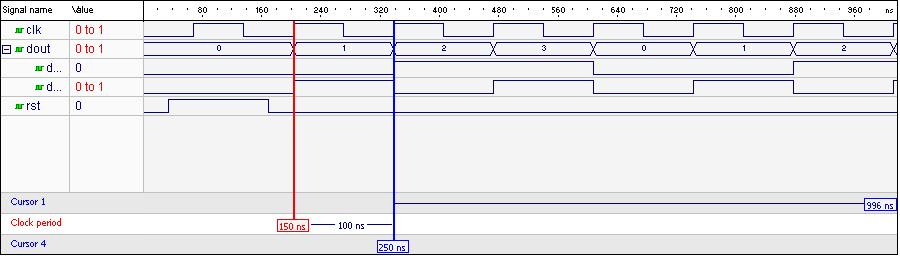 Signal name Value 80 160 240 320 400 480 560 640 720 800 880 960 ns
clk 0 to 1
dout 0 to 1 0 1 2 3 0 1 2
d... 0
d... 0 to 1
rst 0
Cursor 1 996 ns
Clock period 150 ns 100 ns
Cursor 4 250 ns